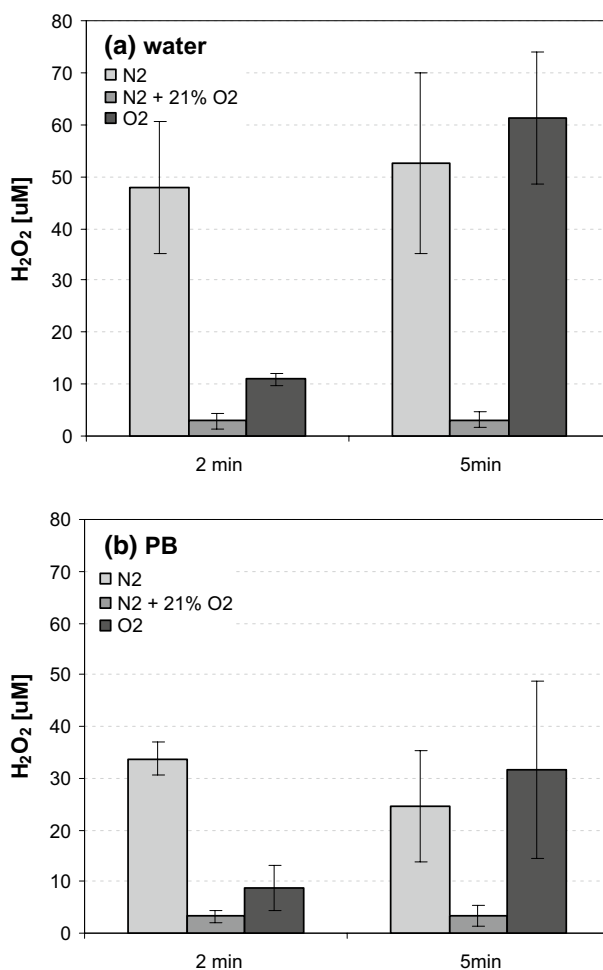 (a) water
N2
N2 + 21% O2
O2
H₂O₂ [uM]
80
70
60
50
40
30
20
10
0
2 min 5min
(b) PB
N2
N2 + 21% O2
O2
H₂O₂ [uM]
80
70
60
50
40
30
20
10
0
2 min 5min